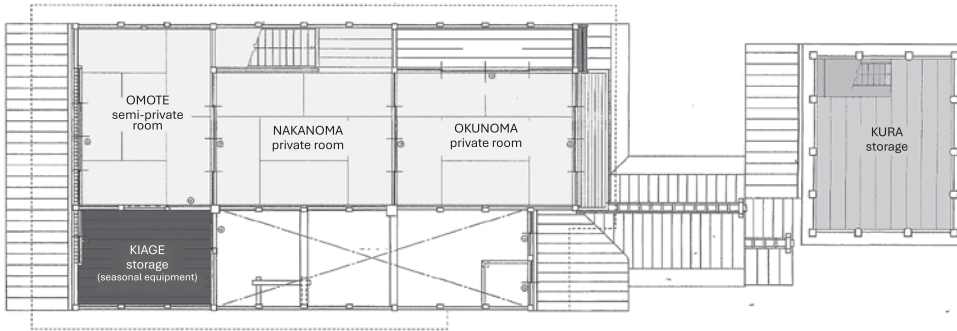 OMOTE
semi-private
room
NAKANOMA
private room
OKUNOMA
private room
KURA
storage
KIAGE
storage
(seasonal equipment)